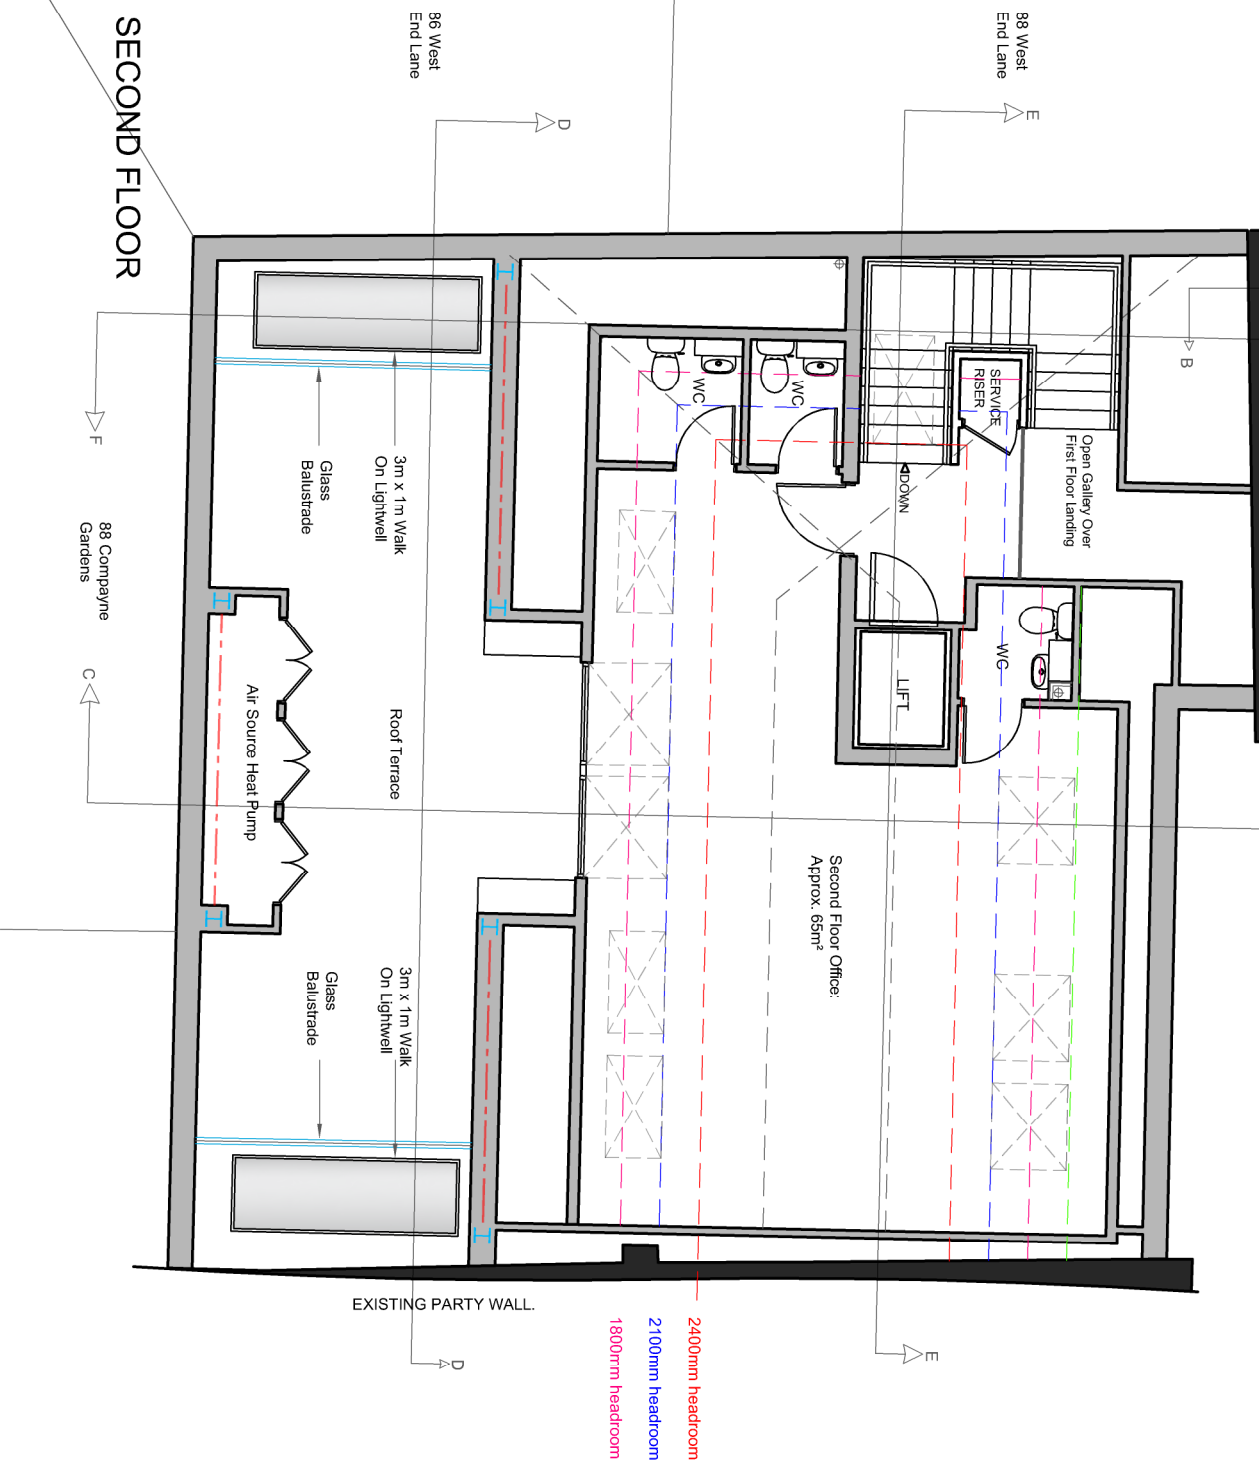 SECOND FLOOR
86 West
End Lane
88 West
End Lane
D
E
B
F
C
SERVICE
RISER
WC
WC
Open Gallery Over
First Floor Landing
DOWN
3m x 1m Walk
On Lightwell
Glass
Balustrade
88 Compayne
Gardens
WC
LIFT
Roof Terrace
Air Source Heat Pump
Second Floor Office:
Approx. 65m²
3m x 1m Walk
On Lightwell
Glass
Balustrade
EXISTING PARTY WALL.
D
E
2400mm headroom
2100mm headroom
1800mm headroom